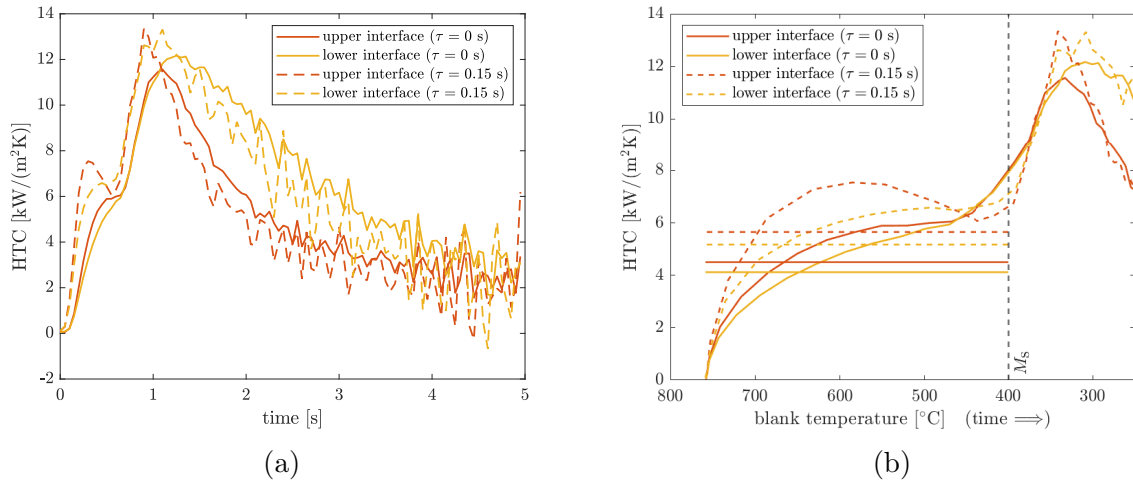 14
12
10
8
6
4
2
0
-2
HTC [kW/(m²K)]
upper interface (τ = 0 s)
lower interface (τ = 0 s)
upper interface (τ = 0.15 s)
lower interface (τ = 0.15 s)
0 1 2 3 4 5
time [s]
(a)
14
12
10
8
6
4
2
0
HTC [kW/(m²K)]
upper interface (τ = 0 s)
lower interface (τ = 0 s)
upper interface (τ = 0.15 s)
lower interface (τ = 0.15 s)
M_S
800 700 600 500 400 300
blank temperature [°C] (time ⟹)
(b)